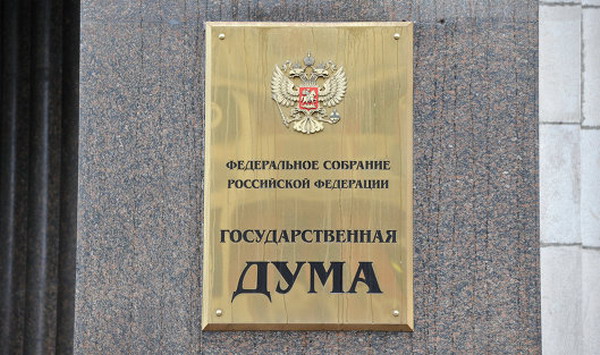 ФЕДЕРАЛЬНОЕ СОБРАНИЕ
РОССИЙСКОЙ ФЕДЕРАЦИИ
ГОСУДАРСТВЕННАЯ
ДУМА